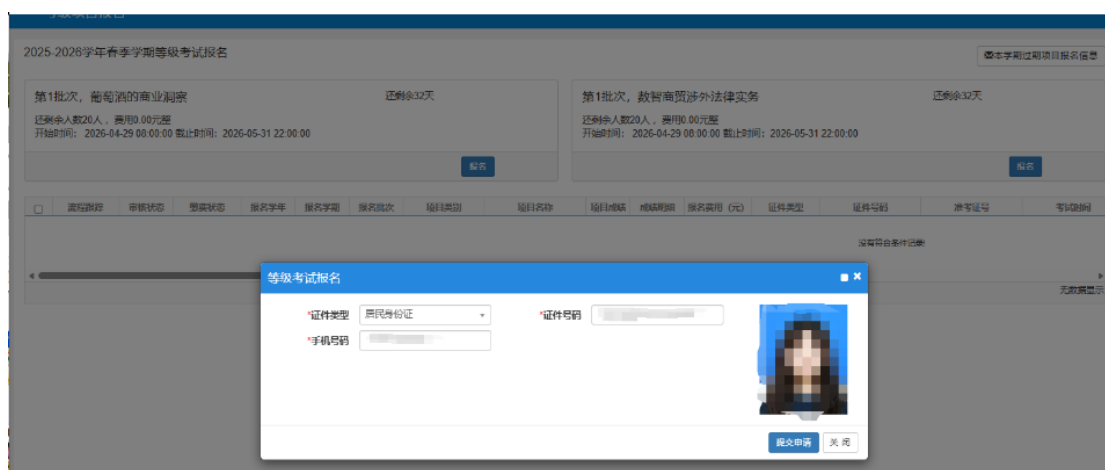 等级项目报名
2025-2026学年春季学期等级考试报名
本学期过期项目报名信息
第1批次，葡萄酒的商业洞察
还剩余32天
还剩余人数20人，费用0.00元整
开始时间： 2026-04-29 08:00:00 截止时间： 2026-05-31 22:00:00
报名
第1批次，数智商贸涉外法律实务
还剩余32天
还剩余人数20人，费用0.00元整
开始时间： 2026-04-29 08:00:00 截止时间： 2026-05-31 22:00:00
报名
流程跟踪 审核状态 缴费状态 报名学年 报名学期 报名批次 项目类别 项目名称 项目成绩 成绩明细 报名费用（元） 证件类型 证件号码 准考证号 考试时间
没有符合条件记录!
无数据显示
等级考试报名
*证件类型 居民身份证 *证件号码
*手机号码
提交申请 关 闭